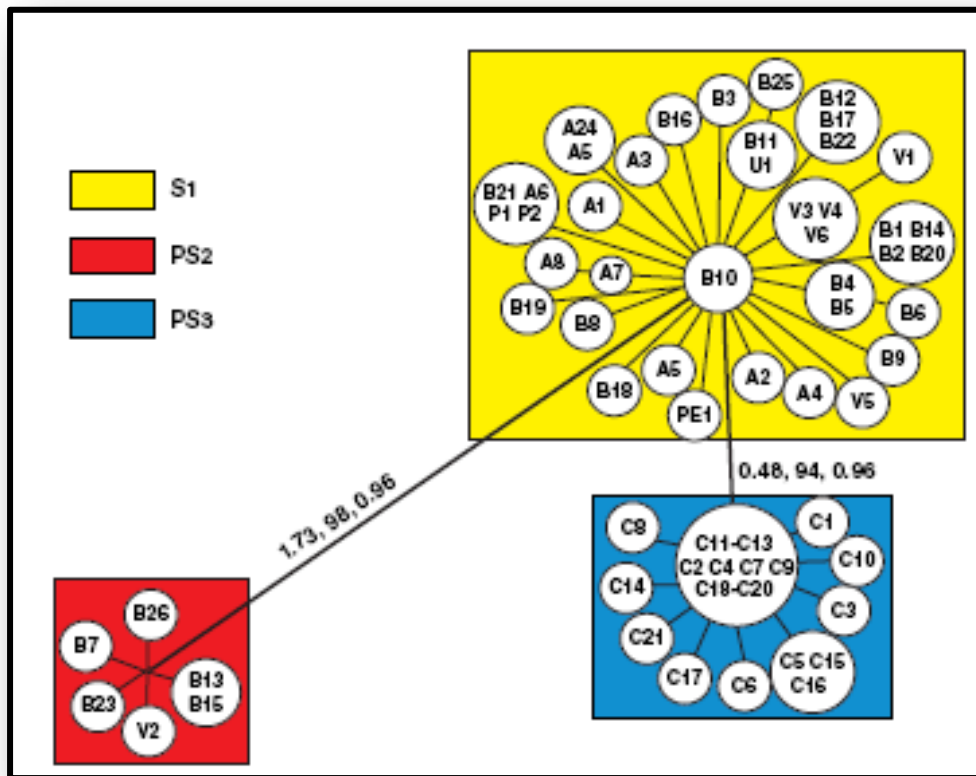 S1
PS2
PS3
B25
B3
B12
B17
B22
B16
A24
A5
B11
U1
A3
V1
B21 A6
P1 P2
A1
V3 V4
V6
B1 B14
B2 B20
A8
A7
B10
B4
B5
B19
B8
B6
B9
A5
B18
A2
A4
V5
PE1
0.48, 94, 0.96
1.73, 98, 0.96
C8
C11-C13
C2 C4 C7 C9
C18-C20
C1
C10
C14
C3
C21
C17
C6
C5 C15
C16
B26
B7
B13
B15
B23
V2